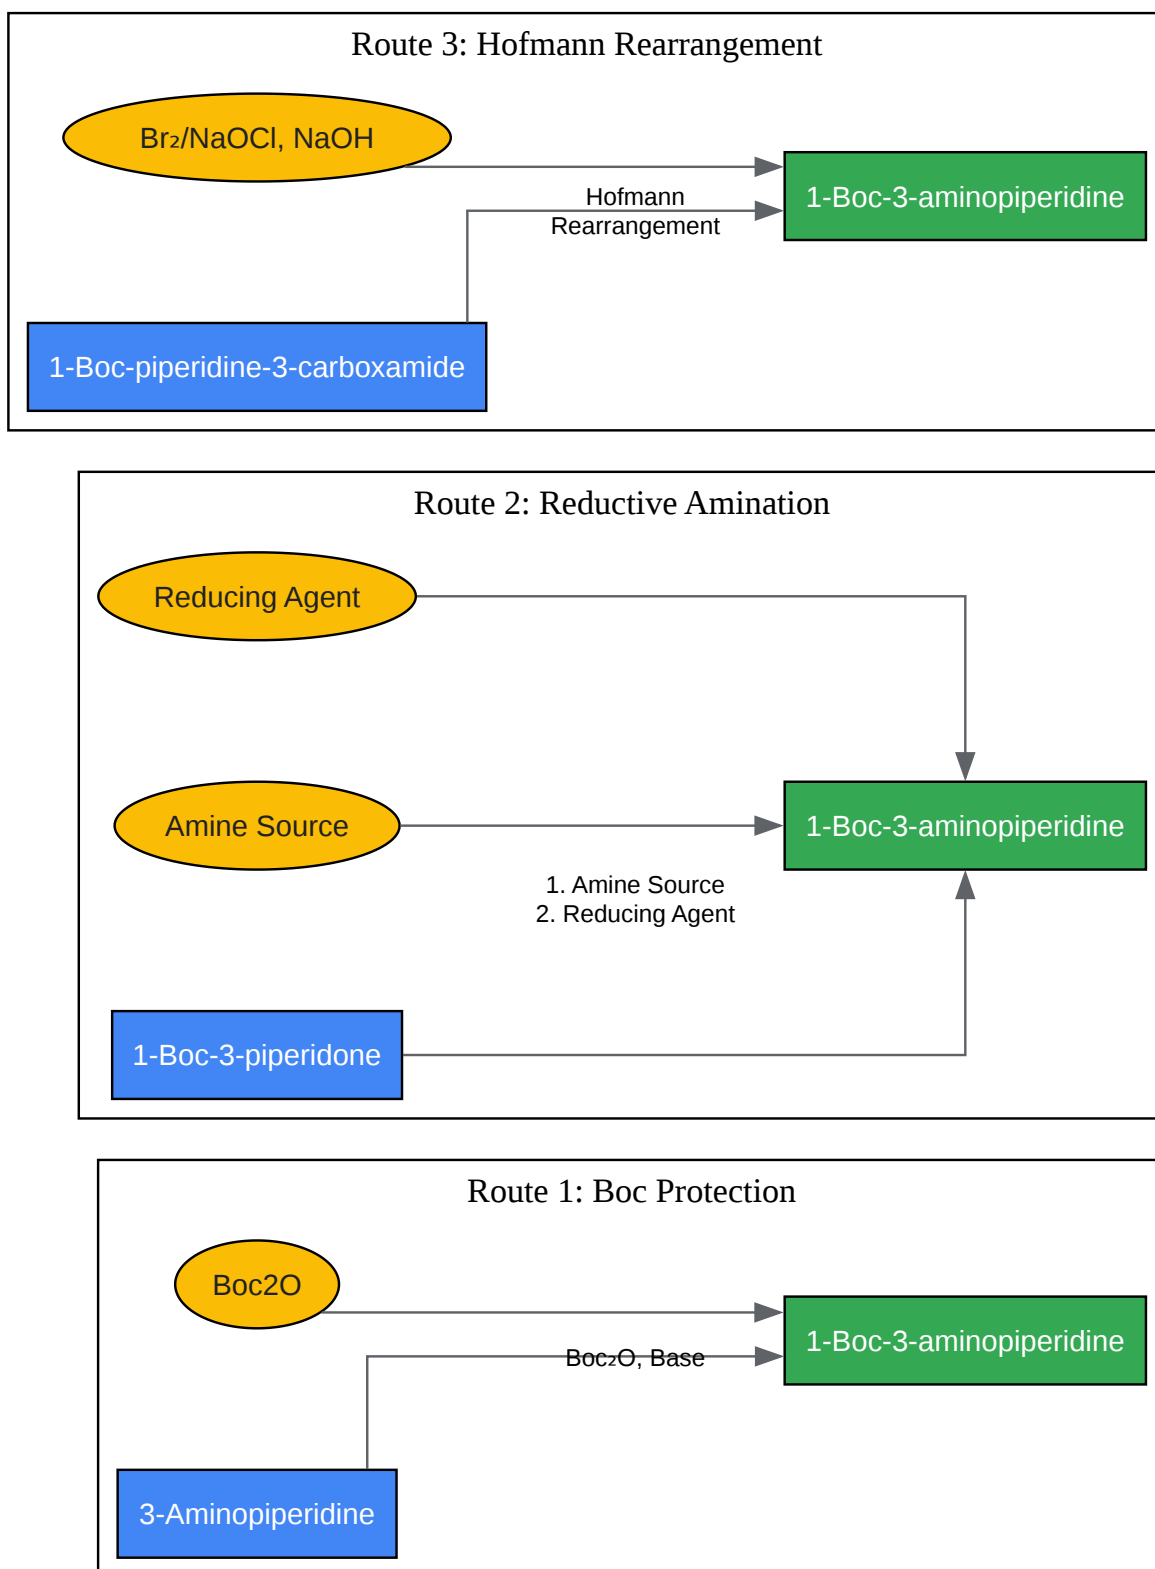 Route 3: Hofmann Rearrangement
Br₂/NaOCl, NaOH
1-Boc-3-aminopiperidine
Hofmann
Rearrangement
1-Boc-piperidine-3-carboxamide
Route 2: Reductive Amination
Reducing Agent
Amine Source
1-Boc-3-aminopiperidine
1. Amine Source
2. Reducing Agent
1-Boc-3-piperidone
Route 1: Boc Protection
Boc2O
1-Boc-3-aminopiperidine
Boc₂O, Base
3-Aminopiperidine